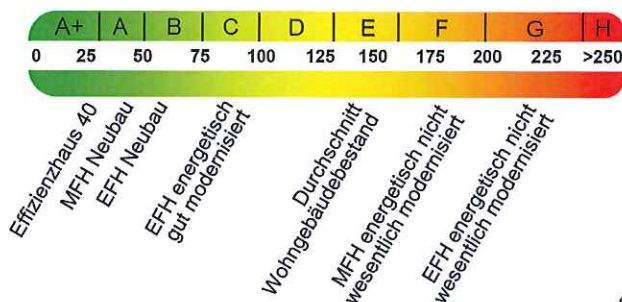 A+ A B C D E F G H
0 25 50 75 100 125 150 175 200 225 >250
Effizienzhaus 40
MFH Neubau
EFH Neubau
EFH energetisch
gut modernisiert
Durchschnitt
Wohngebäudebestand
MFH energetisch nicht
wesentlich modernisiert
EFH energetisch nicht
wesentlich modernisiert